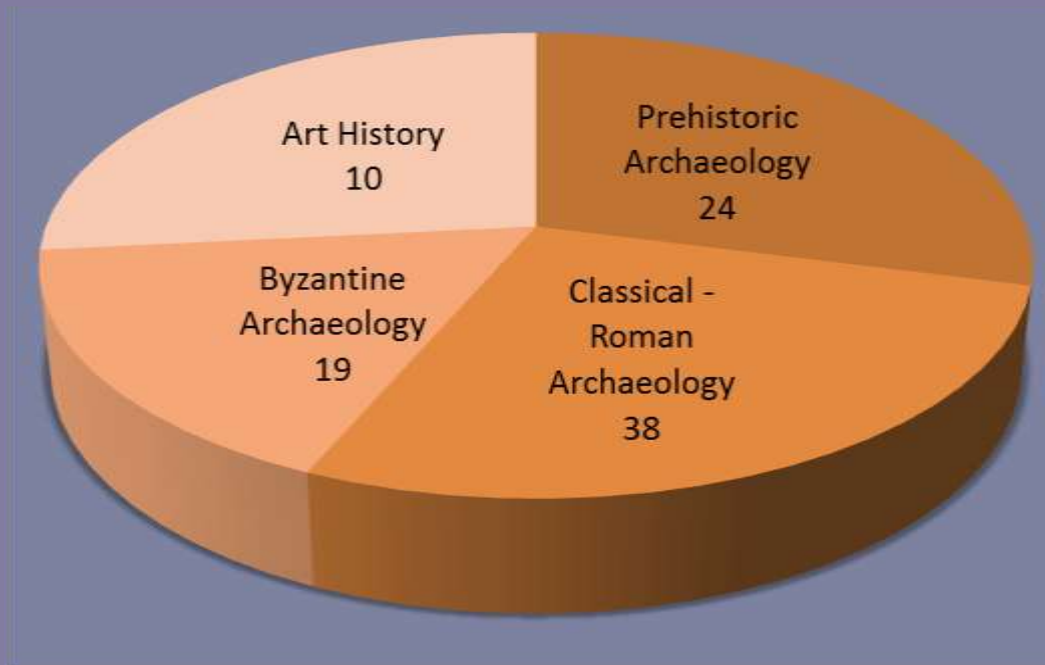 Art History
10
Prehistoric
Archaeology
24
Byzantine
Archaeology
19
Classical -
Roman
Archaeology
38